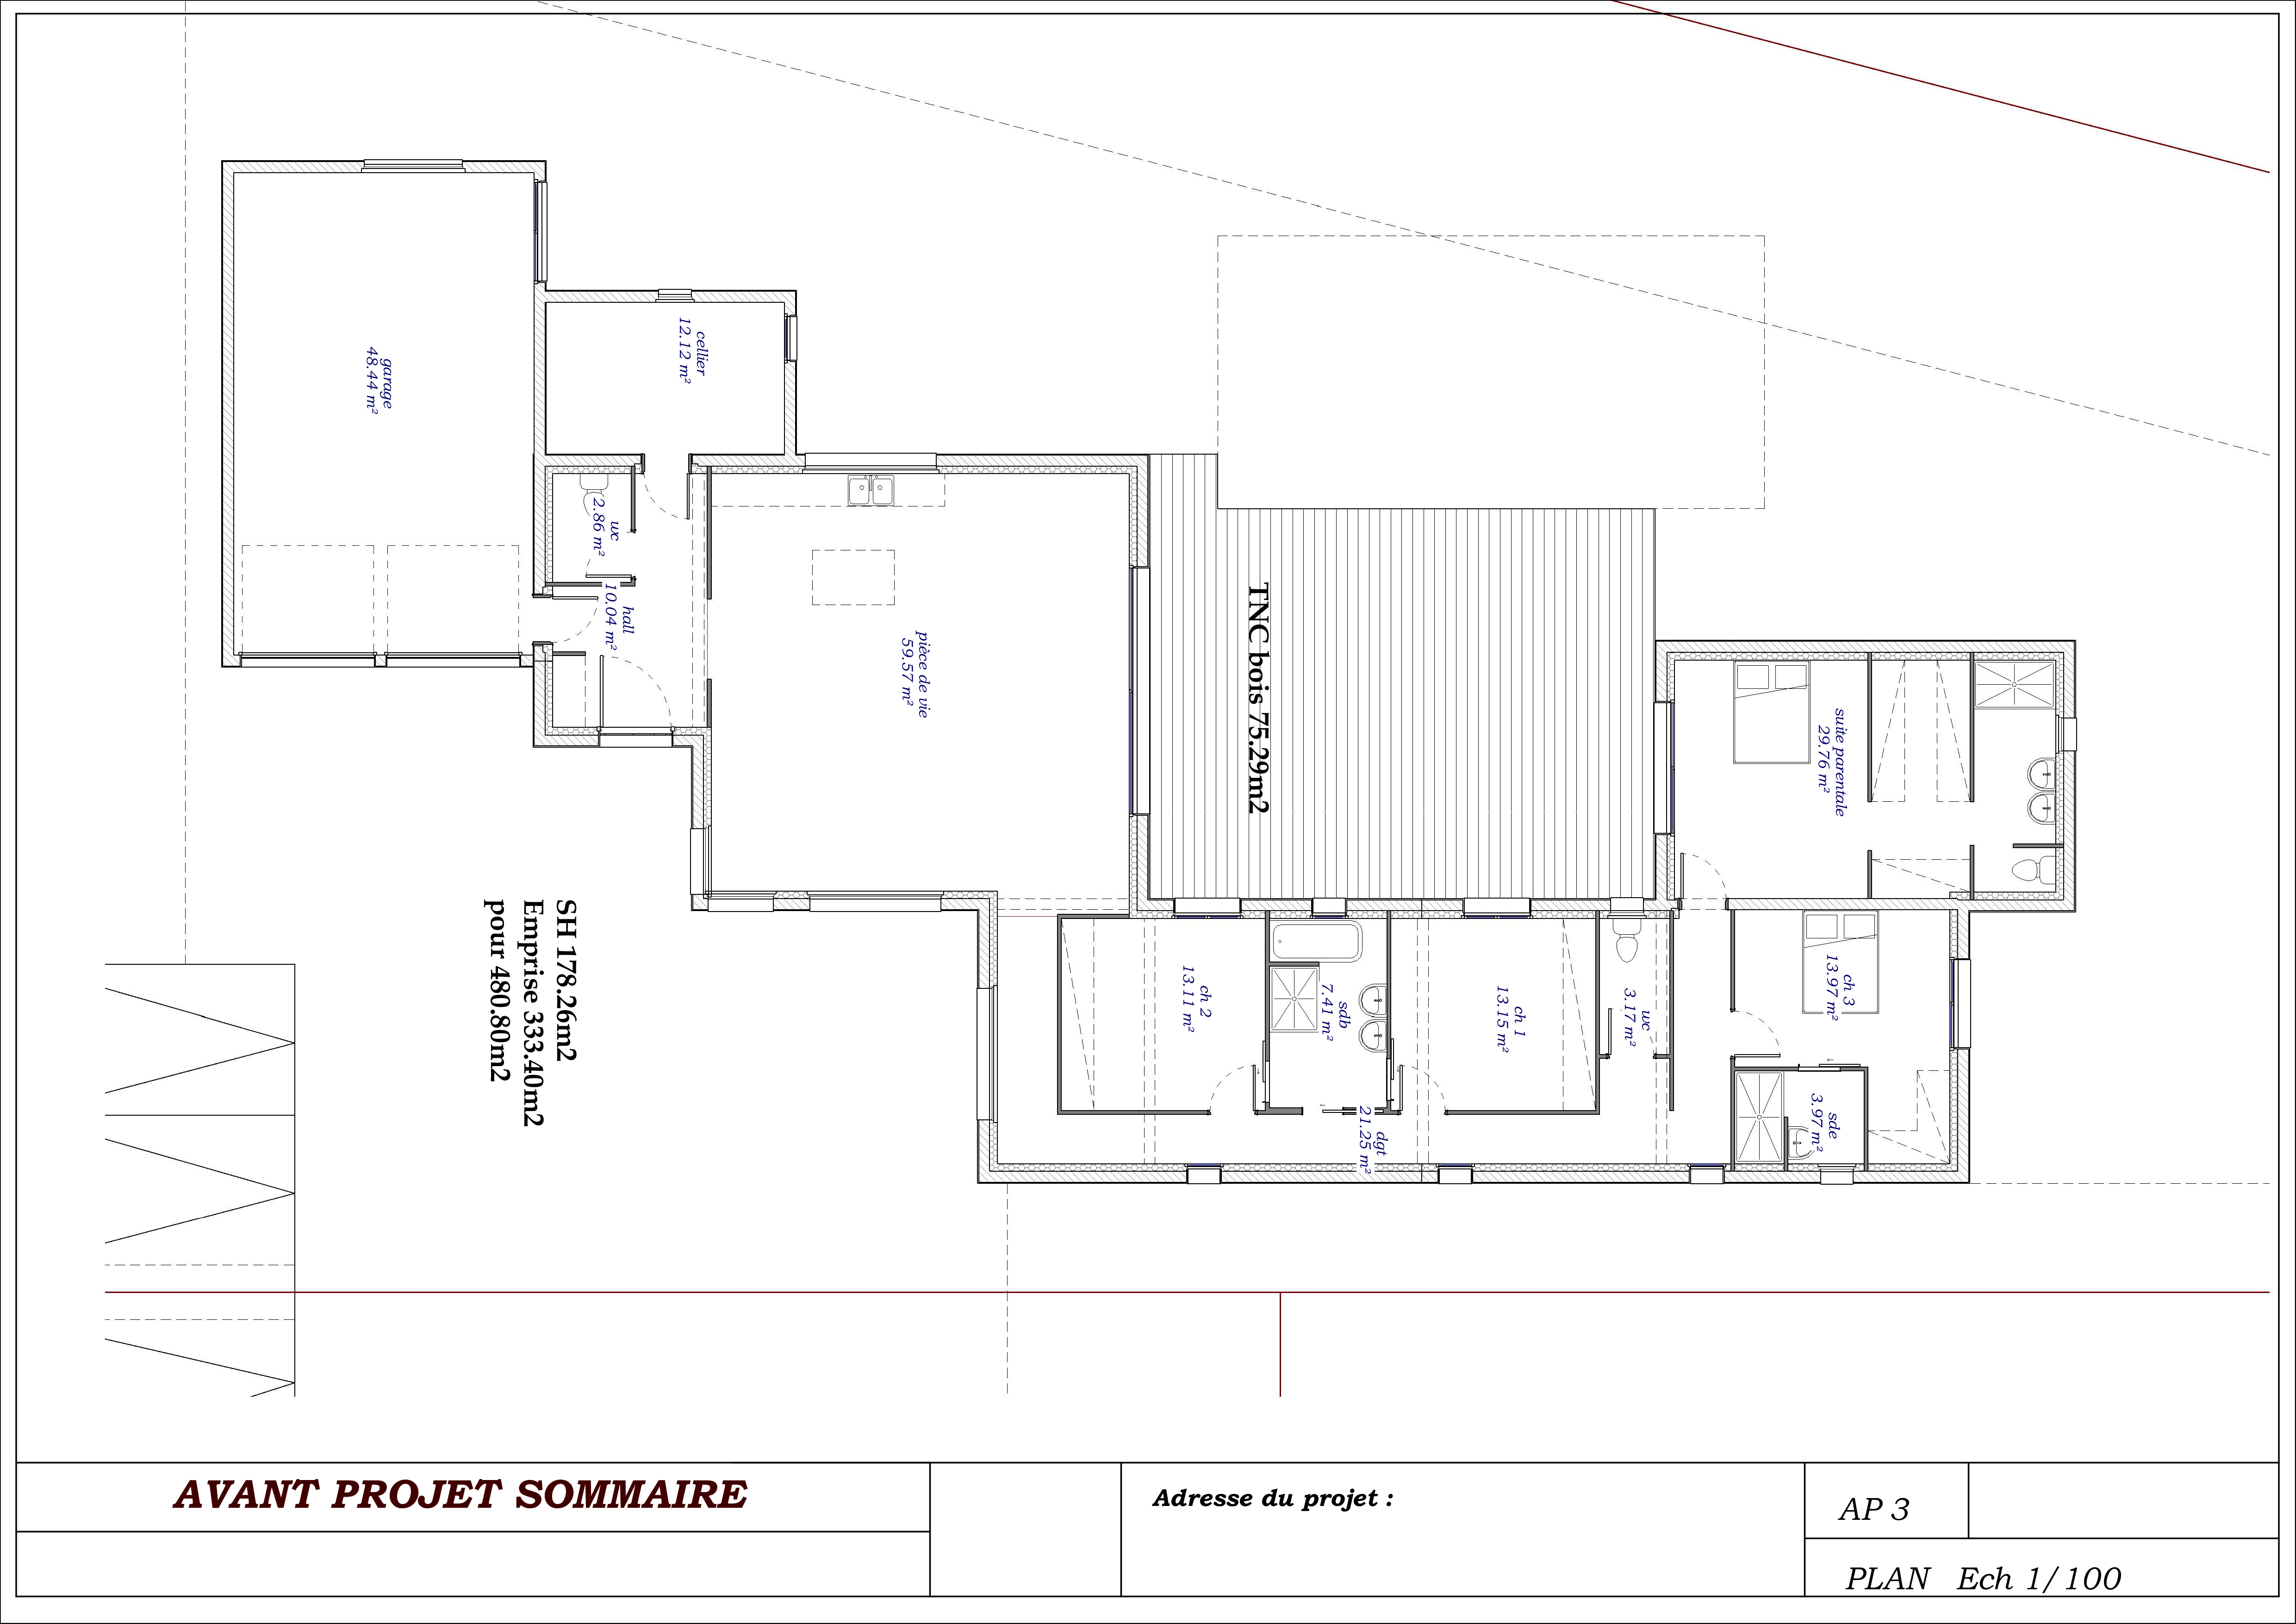 garage
48.44 m²
cellier
12.12 m²
wc
2.86 m²
hall
10.04 m²
pièce de vie
59.57 m²
TNC bois 75.29m2
suite parentale
29.76 m²
ch 2
13.11 m²
sdb
7.41 m²
ch 1
13.15 m²
wc
3.17 m²
ch 3
13.97 m²
sde
3.97 m²
dgt
21.25 m²
SH 178.26m2
Emprise 333.40m2
pour 480.80m2
AVANT PROJET SOMMAIRE
Adresse du projet :
AP 3
PLAN Ech 1/100